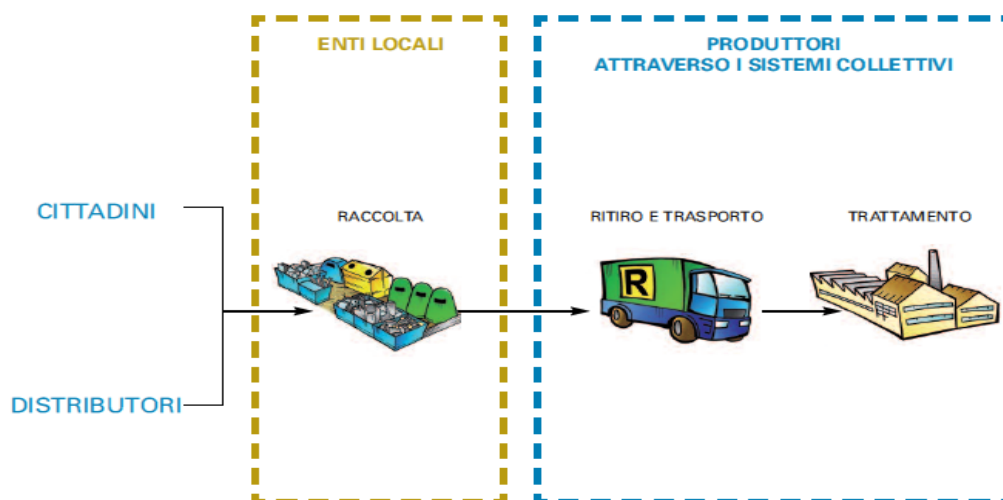 ENTI LOCALI
PRODUTTORI
ATTRAVERSO I SISTEMI COLLETTIVI
CITTADINI
RACCOLTA
RITIRO E TRASPORTO
TRATTAMENTO
R
DISTRIBUTORI